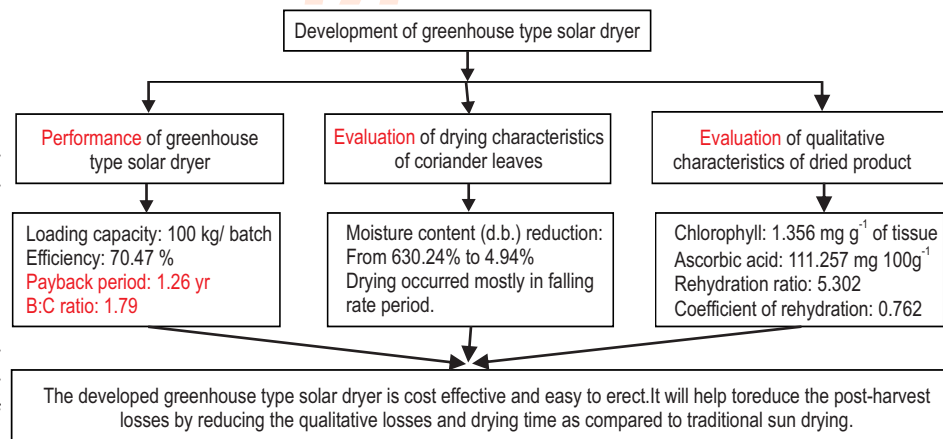 Development of greenhouse type solar dryer
Performance of greenhouse
type solar dryer
Evaluation of drying characteristics
of coriander leaves
Evaluation of qualitative
characteristics of dried product
Loading capacity: 100 kg/ batch
Efficiency: 70.47 %
Payback period: 1.26 yr
B:C ratio: 1.79
Moisture content (d.b.) reduction:
From 630.24% to 4.94%
Drying occurred mostly in falling
rate period.
Chlorophyll: 1.356 mg g⁻¹ of tissue
Ascorbic acid: 111.257 mg 100g⁻¹
Rehydration ratio: 5.302
Coefficient of rehydration: 0.762
The developed greenhouse type solar dryer is cost effective and easy to erect.It will help toreduce the post-harvest
losses by reducing the qualitative losses and drying time as compared to traditional sun drying.